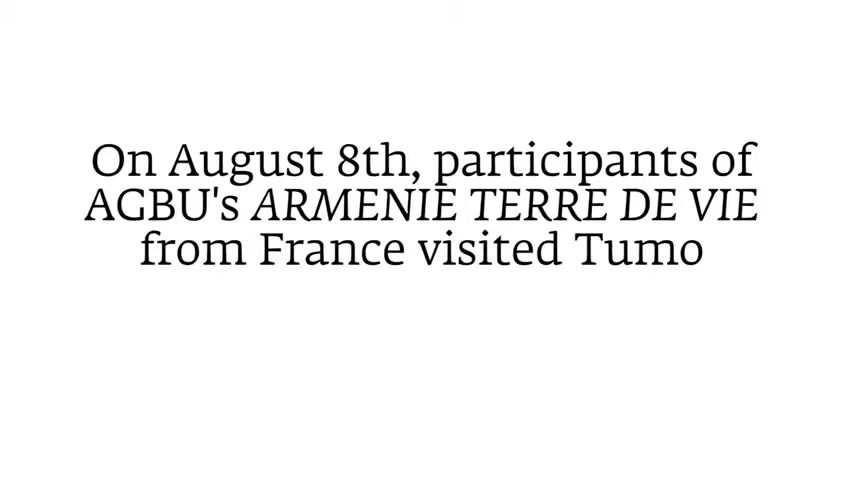 On August 8th, participants of
AGBU's ARMENIE TERRE DE VIE
from France visited Tumo